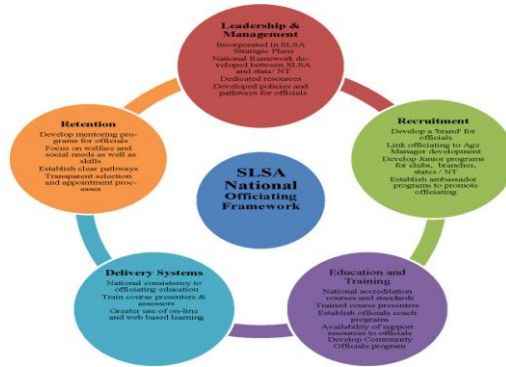 Leadership &
Management
Incorporated in SLSA
Strategic Plans
National framework de-
veloped between SLSA
and state/ NT
Dedicated resources
Developed policies and
pathways for officials
Recruitment
Develop a 'brand' for
officials
Link officiating to Age
Manager development
Develop Junior programs
for clubs, branches,
states / NT
Establish ambassador
programs to promote
officiating
Education and
Training
National accreditation
courses and standards
Trained course presenters
Establish officials coach
programs
Availability of support
resources to officials
Develop Community
Officials program
Delivery Systems
National consistency to
officiating education
Train course presenters &
assessors
Greater use of on-line
and web based learning
Retention
Develop mentoring pro-
grams for officials
Focus on welfare and
social needs as well as
skills
Establish clear pathways
Transparent selection
and appointment proc-
esses
SLSA
National
Officiating
Framework